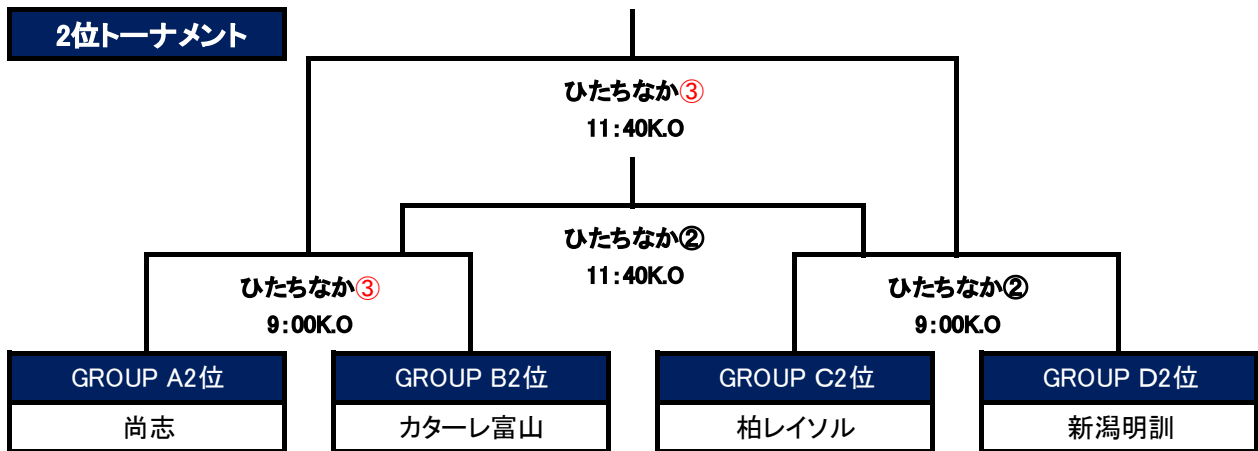 2位トーナメント
ひたちなか③
11:40K.O
ひたちなか②
11:40K.O
ひたちなか③
9:00K.O
ひたちなか②
9:00K.O
GROUP A2位
GROUP B2位
GROUP C2位
GROUP D2位
尚志
カターレ富山
柏レイソル
新潟明訓